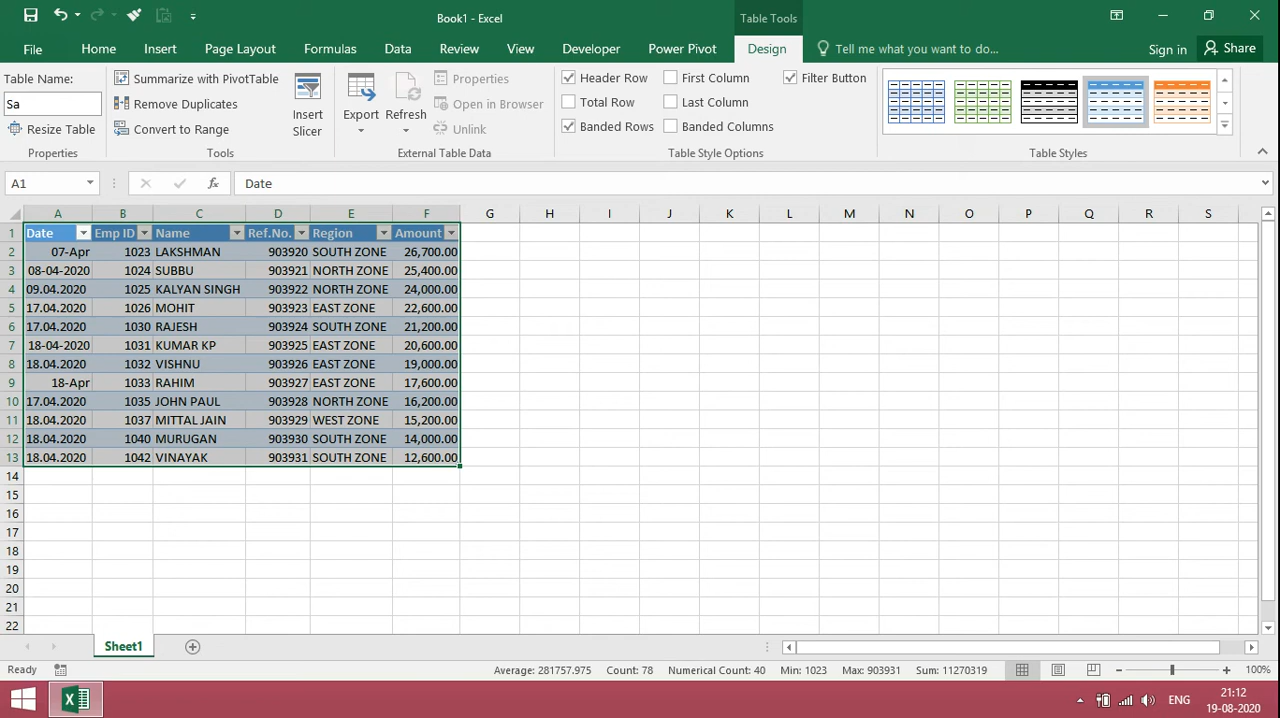 Book1 - Excel
Table Tools
File Home Insert Page Layout Formulas Data Review View Developer Power Pivot Design Tell me what you want to do... Sign in Share
Table Name: Summarize with PivotTable Properties Header Row First Column Filter Button
Sa Remove Duplicates Insert Slicer Export Refresh Open in Browser Total Row Last Column
Resize Table Convert to Range Unlink Banded Rows Banded Columns
Properties Tools External Table Data Table Style Options Table Styles
A1 fx Date
A B C D E F G H I J K L M N O P Q R S
1 Date Emp ID Name Ref.No. Region Amount
2 07-Apr 1023 LAKSHMAN 903920 SOUTH ZONE 26,700.00
3 08-04-2020 1024 SUBBU 903921 NORTH ZONE 25,400.00
4 09.04.2020 1025 KALYAN SINGH 903922 NORTH ZONE 24,000.00
5 17.04.2020 1026 MOHIT 903923 EAST ZONE 22,600.00
6 17.04.2020 1030 RAJESH 903924 SOUTH ZONE 21,200.00
7 18-04-2020 1031 KUMAR KP 903925 EAST ZONE 20,600.00
8 18.04.2020 1032 VISHNU 903926 EAST ZONE 19,000.00
9 18-Apr 1033 RAHIM 903927 EAST ZONE 17,600.00
10 17.04.2020 1035 JOHN PAUL 903928 NORTH ZONE 16,200.00
11 18.04.2020 1037 MITTAL JAIN 903929 WEST ZONE 15,200.00
12 18.04.2020 1040 MURUGAN 903930 SOUTH ZONE 14,000.00
13 18.04.2020 1042 VINAYAK 903931 SOUTH ZONE 12,600.00
14
15
16
17
18
19
20
21
22
Sheet1
Ready Average: 281757.975 Count: 78 Numerical Count: 40 Min: 1023 Max: 903931 Sum: 11270319 100%
ENG 21:12
19-08-2020